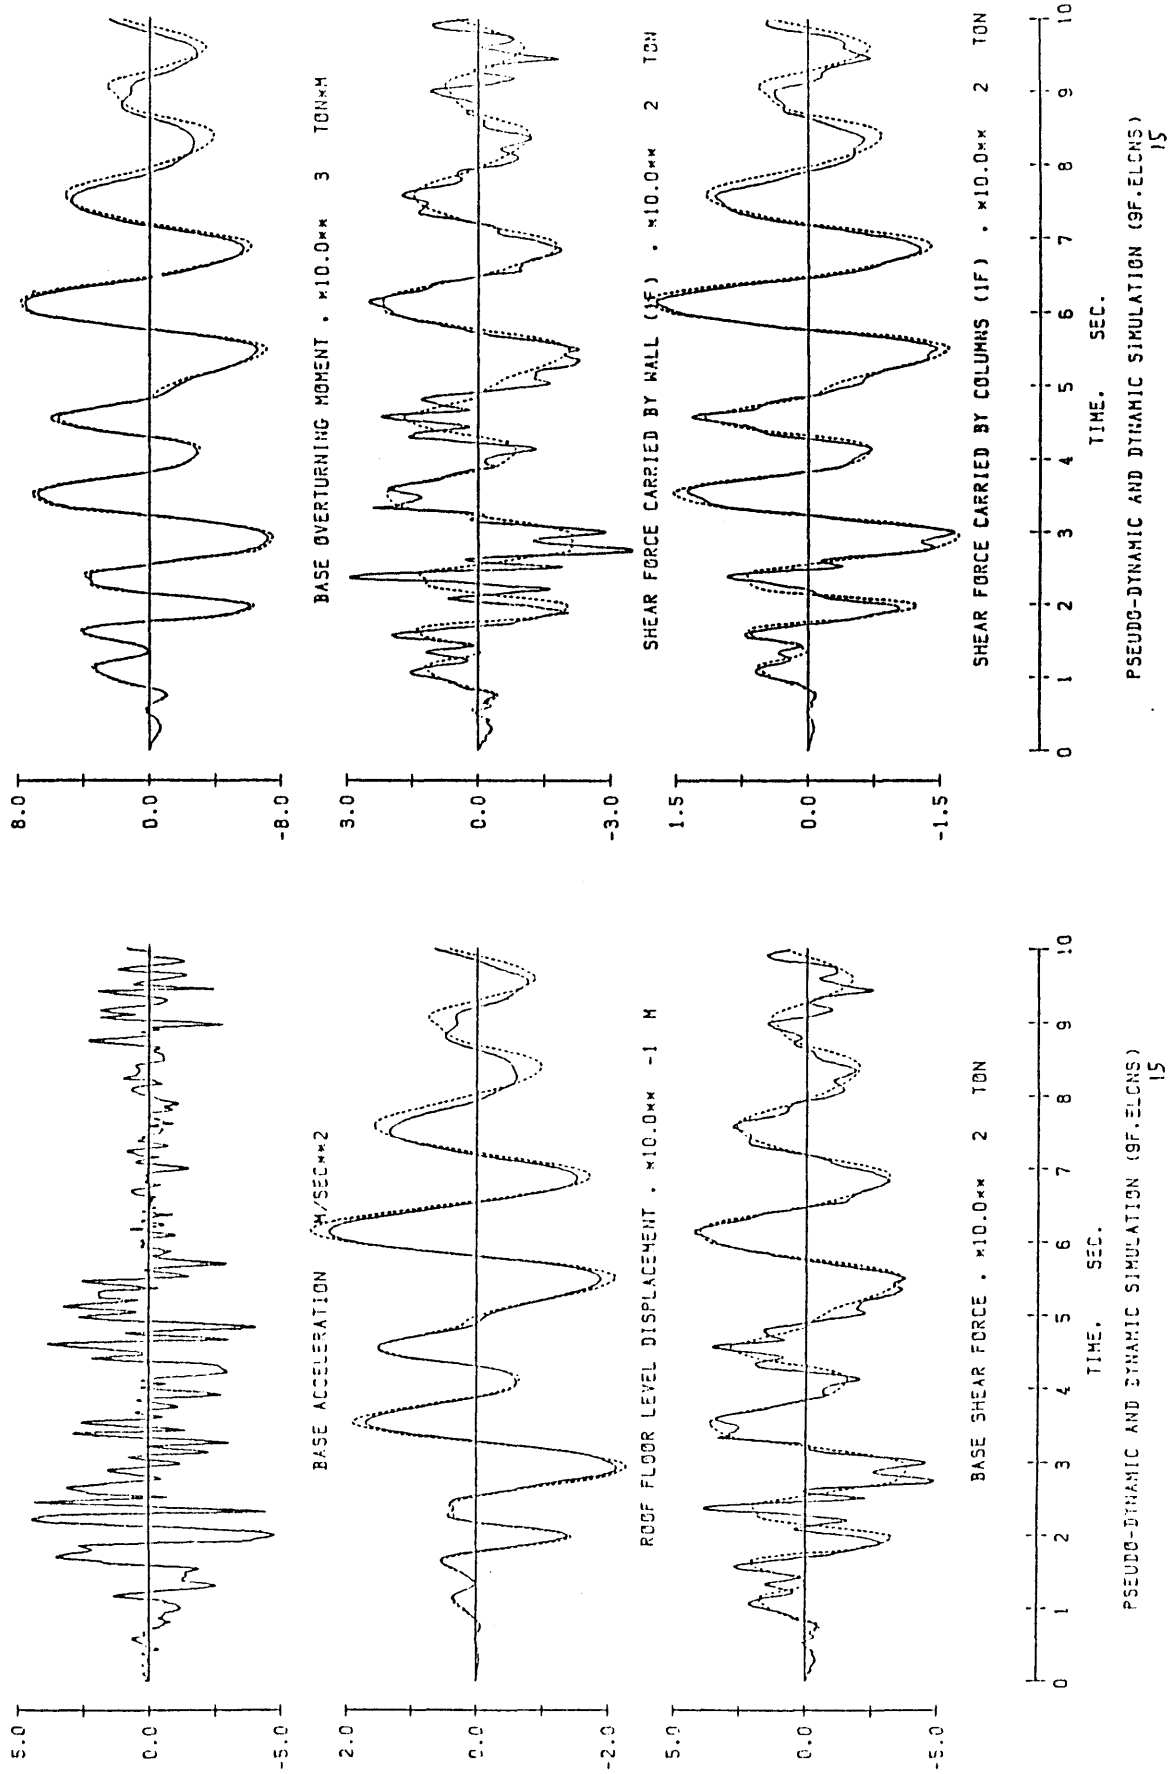 5.0
0.0
-5.0
BASE ACCELERATION M/SEC**2
2.0
0.0
-2.0
ROOF FLOOR LEVEL DISPLACEMENT . *10.0** -1 M
5.0
0.0
-5.0
BASE SHEAR FORCE . *10.0** 2 TON
0 1 2 3 4 5 6 7 8 9 10
TIME. SEC.
PSEUDO-DYNAMIC AND DYNAMIC SIMULATION (9F.ELCNS)
15
8.0
0.0
-8.0
BASE OVERTURNING MOMENT . *10.0** 3 TON*M
3.0
0.0
-3.0
SHEAR FORCE CARRIED BY WALL (1F) . *10.0** 2 TON
1.5
0.0
-1.5
SHEAR FORCE CARRIED BY COLUMNS (1F) . *10.0** 2 TON
0 1 2 3 4 5 6 7 8 9 10
TIME. SEC.
PSEUDO-DYNAMIC AND DYNAMIC SIMULATION (9F.ELCNS)
15